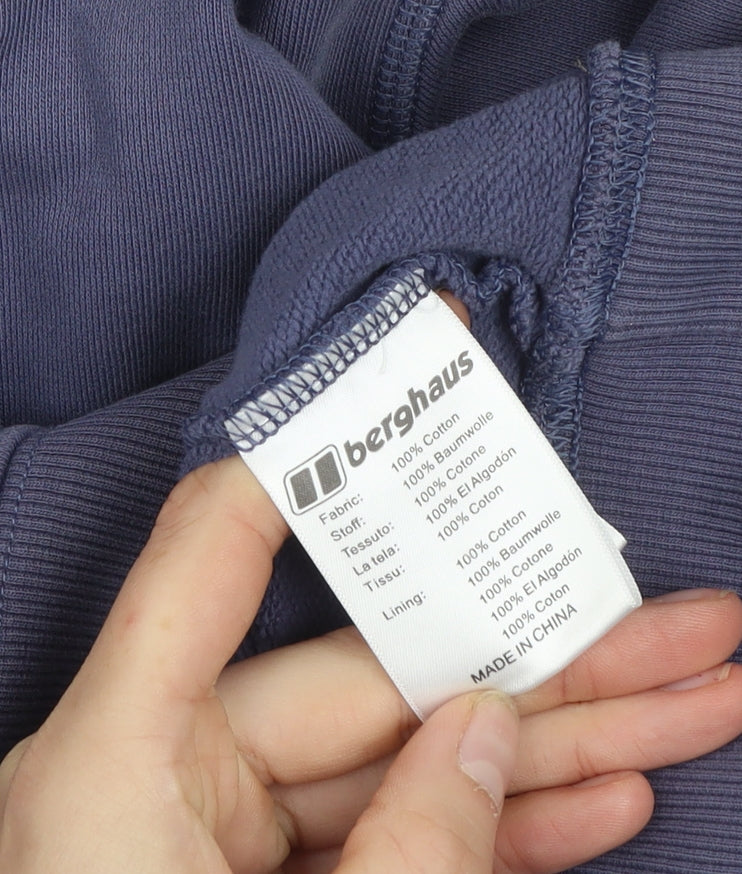 berghaus
Fabric: 100% Cotton
Stoff: 100% Baumwolle
Tessuto: 100% Cotone
La tela: 100% El Algodón
Tissu: 100% Coton
Lining: 100% Cotton
100% Baumwolle
100% Cotone
100% El Algodón
100% Coton
MADE IN CHINA